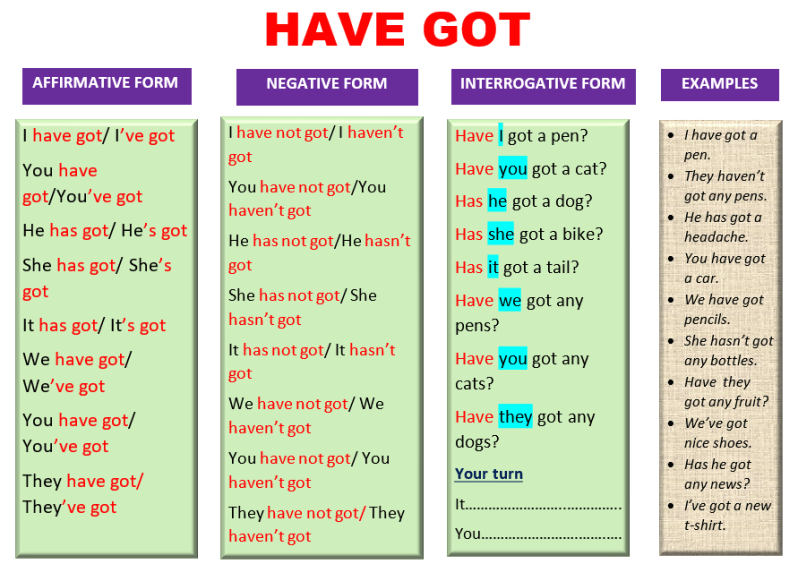 HAVE GOT
AFFIRMATIVE FORM
I have got/ I've got
You have
got/You've got
He has got/ He's got
She has got/ She's
got
It has got/ It's got
We have got/
We've got
You have got/
You've got
They have got/
They've got
NEGATIVE FORM
I have not got/ I haven't
got
You have not got/You
haven't got
He has not got/He hasn't
got
She has not got/ She
hasn't got
It has not got/ It hasn't
got
We have not got/ We
haven't got
You have not got/ You
haven't got
They have not got/ They
haven't got
INTERROGATIVE FORM
Have I got a pen?
Have you got a cat?
Has he got a dog?
Has she got a bike?
Has it got a tail?
Have we got any
pens?
Have you got any
cats?
Have they got any
dogs?
Your turn
It......................................
You..................................
EXAMPLES
• I have got a
pen.
• They haven't
got any pens.
• He has got a
headache.
• You have got
a car.
• We have got
pencils.
• She hasn't got
any bottles.
• Have they
got any fruit?
• We've got
nice shoes.
• Has he got
any news?
• I've got a new
t-shirt.